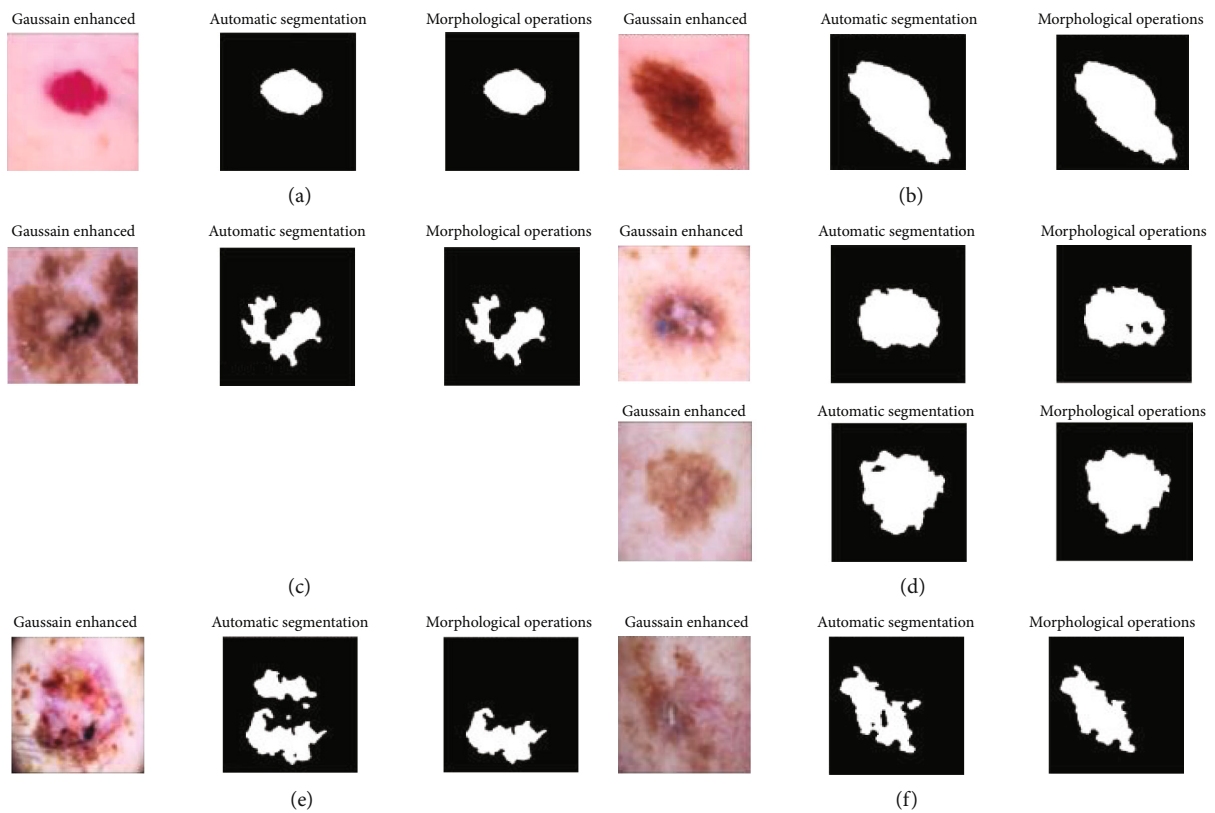 Gaussain enhanced Automatic segmentation Morphological operations Gaussain enhanced Automatic segmentation Morphological operations
(a) (b)
Gaussain enhanced Automatic segmentation Morphological operations Gaussain enhanced Automatic segmentation Morphological operations
Gaussain enhanced Automatic segmentation Morphological operations
(c) (d)
Gaussain enhanced Automatic segmentation Morphological operations Gaussain enhanced Automatic segmentation Morphological operations
(e) (f)